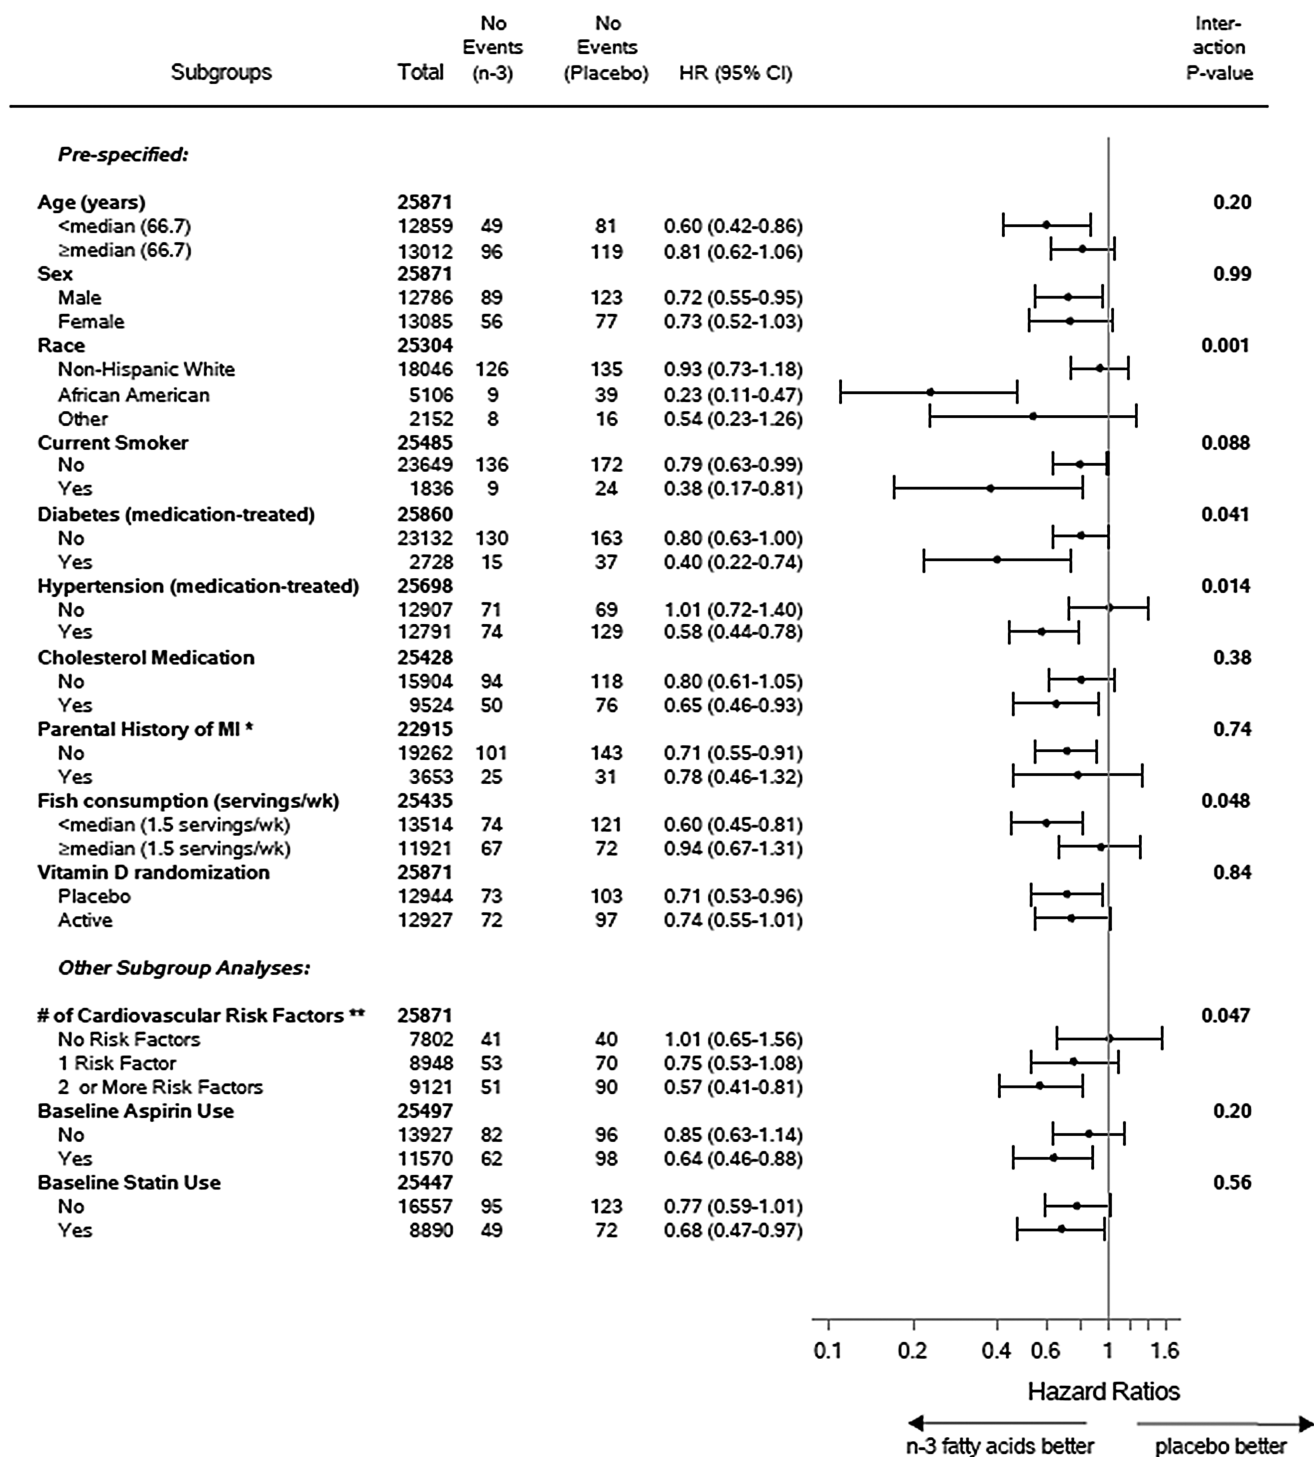 No Events (n-3)
No Events (Placebo)
Inter-action P-value
Subgroups Total HR (95% CI)
Pre-specified:
Age (years) 25871 0.20
<median (66.7) 12859 49 81 0.60 (0.42-0.86)
≥median (66.7) 13012 96 119 0.81 (0.62-1.06)
Sex 25871 0.99
Male 12786 89 123 0.72 (0.55-0.95)
Female 13085 56 77 0.73 (0.52-1.03)
Race 25304 0.001
Non-Hispanic White 18046 126 135 0.93 (0.73-1.18)
African American 5106 9 39 0.23 (0.11-0.47)
Other 2152 8 16 0.54 (0.23-1.26)
Current Smoker 25485 0.088
No 23649 136 172 0.79 (0.63-0.99)
Yes 1836 9 24 0.38 (0.17-0.81)
Diabetes (medication-treated) 25860 0.041
No 23132 130 163 0.80 (0.63-1.00)
Yes 2728 15 37 0.40 (0.22-0.74)
Hypertension (medication-treated) 25698 0.014
No 12907 71 69 1.01 (0.72-1.40)
Yes 12791 74 129 0.58 (0.44-0.78)
Cholesterol Medication 25428 0.38
No 15904 94 118 0.80 (0.61-1.05)
Yes 9524 50 76 0.65 (0.46-0.93)
Parental History of MI * 22915 0.74
No 19262 101 143 0.71 (0.55-0.91)
Yes 3653 25 31 0.78 (0.46-1.32)
Fish consumption (servings/wk) 25435 0.048
<median (1.5 servings/wk) 13514 74 121 0.60 (0.45-0.81)
≥median (1.5 servings/wk) 11921 67 72 0.94 (0.67-1.31)
Vitamin D randomization 25871 0.84
Placebo 12944 73 103 0.71 (0.53-0.96)
Active 12927 72 97 0.74 (0.55-1.01)
Other Subgroup Analyses:
# of Cardiovascular Risk Factors ** 25871 0.047
No Risk Factors 7802 41 40 1.01 (0.65-1.56)
1 Risk Factor 8948 53 70 0.75 (0.53-1.08)
2 or More Risk Factors 9121 51 90 0.57 (0.41-0.81)
Baseline Aspirin Use 25497 0.20
No 13927 82 96 0.85 (0.63-1.14)
Yes 11570 62 98 0.64 (0.46-0.88)
Baseline Statin Use 25447 0.56
No 16557 95 123 0.77 (0.59-1.01)
Yes 8890 49 72 0.68 (0.47-0.97)
0.1 0.2 0.4 0.6 1 1.6
Hazard Ratios
n-3 fatty acids better placebo better